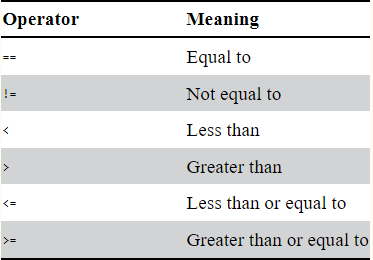 Operator Meaning
== Equal to
!= Not equal to
< Less than
> Greater than
<= Less than or equal to
>= Greater than or equal to